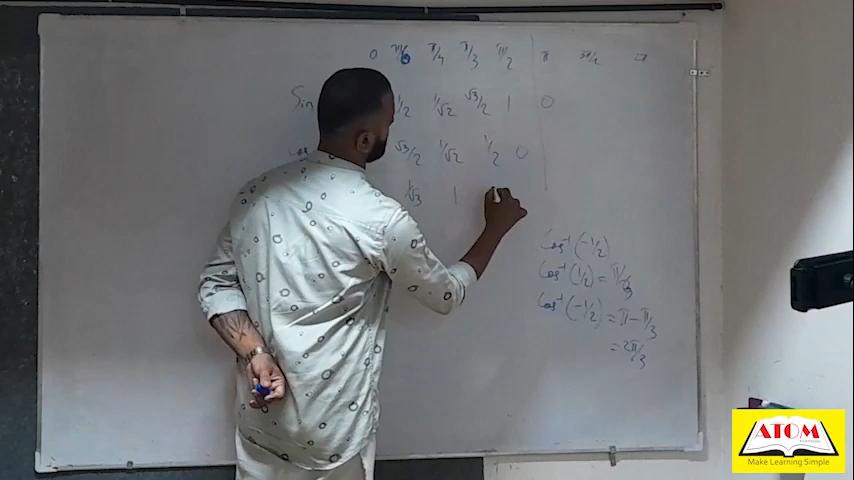 0 π/6 π/4 π/3 π/2 π 3π/2
Sin 1/2 1/√2 √3/2 1 0
√3/2 1/√2 1/2 0
1/√3 1
Cos⁻¹(-1/2)
Cos⁻¹(1/2) = π/3
Cos⁻¹(-1/2) = π - π/3
= 2π/3
ATOM
Make Learning Simple